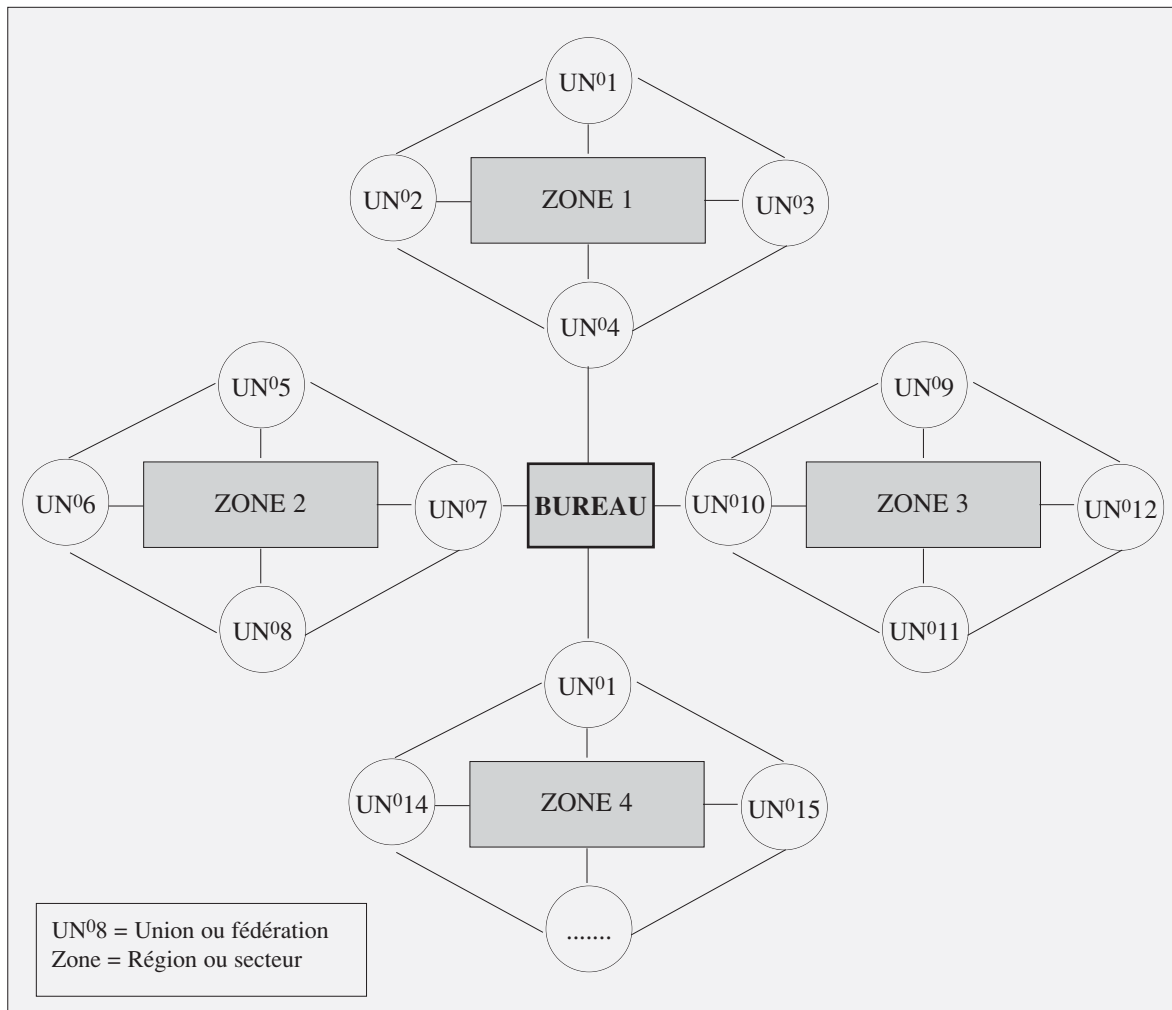 UN⁰1
UN⁰2
ZONE 1
UN⁰3
UN⁰4
UN⁰5
UN⁰6
ZONE 2
UN⁰7
UN⁰8
BUREAU
UN⁰9
UN⁰10
ZONE 3
UN⁰12
UN⁰11
UN⁰1
UN⁰14
ZONE 4
UN⁰15
.......
UN⁰8 = Union ou fédération
Zone = Région ou secteur